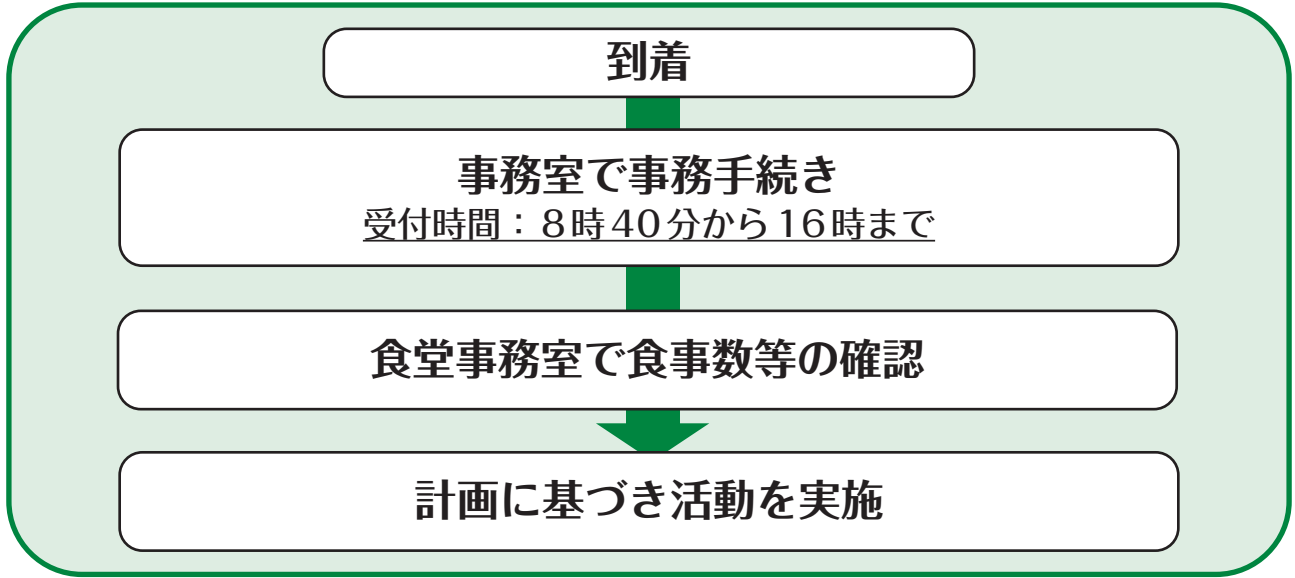 到着
事務室で事務手続き
受付時間：８時40分から16時まで
食堂事務室で食事数等の確認
計画に基づき活動を実施